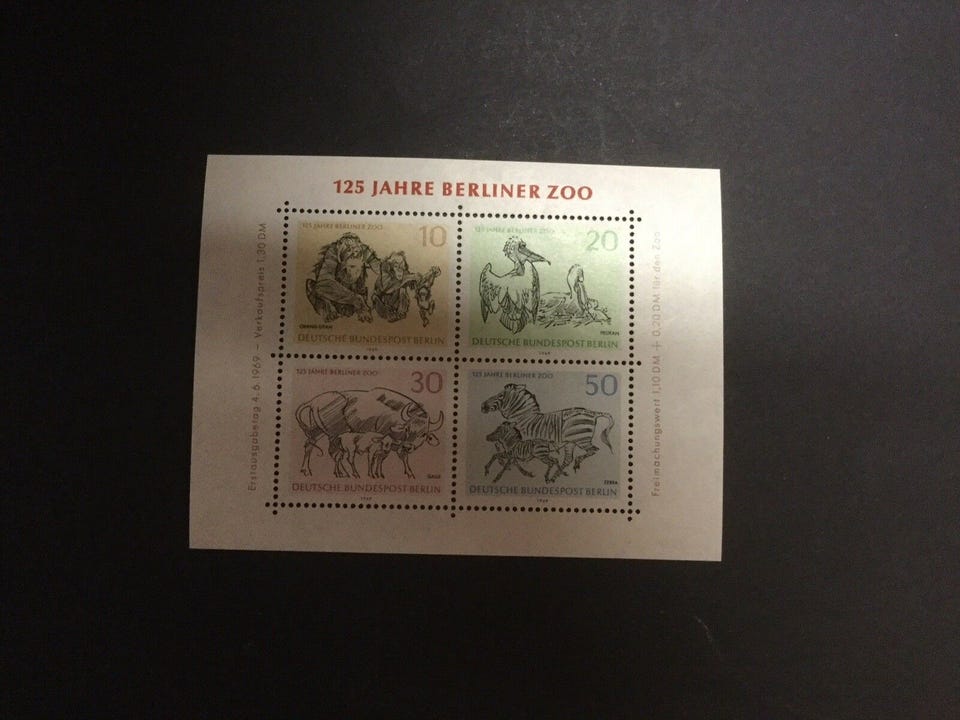 125 JAHRE BERLINER ZOO
Erstausgabetag 4.6.1969 – Verkaufspreis 1,30 DM
125 JAHRE BERLINER ZOO
10
ORANG-UTAN
DEUTSCHE BUNDESPOST BERLIN
1969
125 JAHRE BERLINER ZOO
20
PELIKAN
DEUTSCHE BUNDESPOST BERLIN
1969
125 JAHRE BERLINER ZOO
30
GAUR
DEUTSCHE BUNDESPOST BERLIN
1969
125 JAHRE BERLINER ZOO
50
ZEBRA
DEUTSCHE BUNDESPOST BERLIN
1969
Freimachungswert 1,10 DM + 0,20 DM für den Zoo